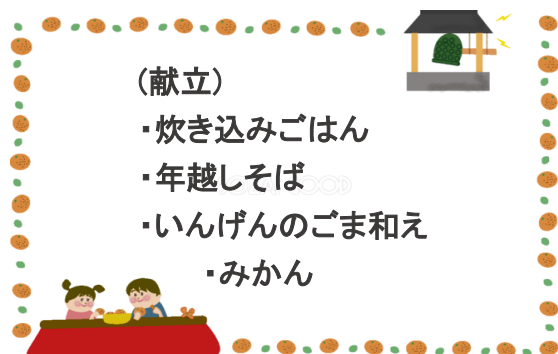 (献立)
・炊き込みごはん
・年越しそば
・いんげんのごま和え
・みかん